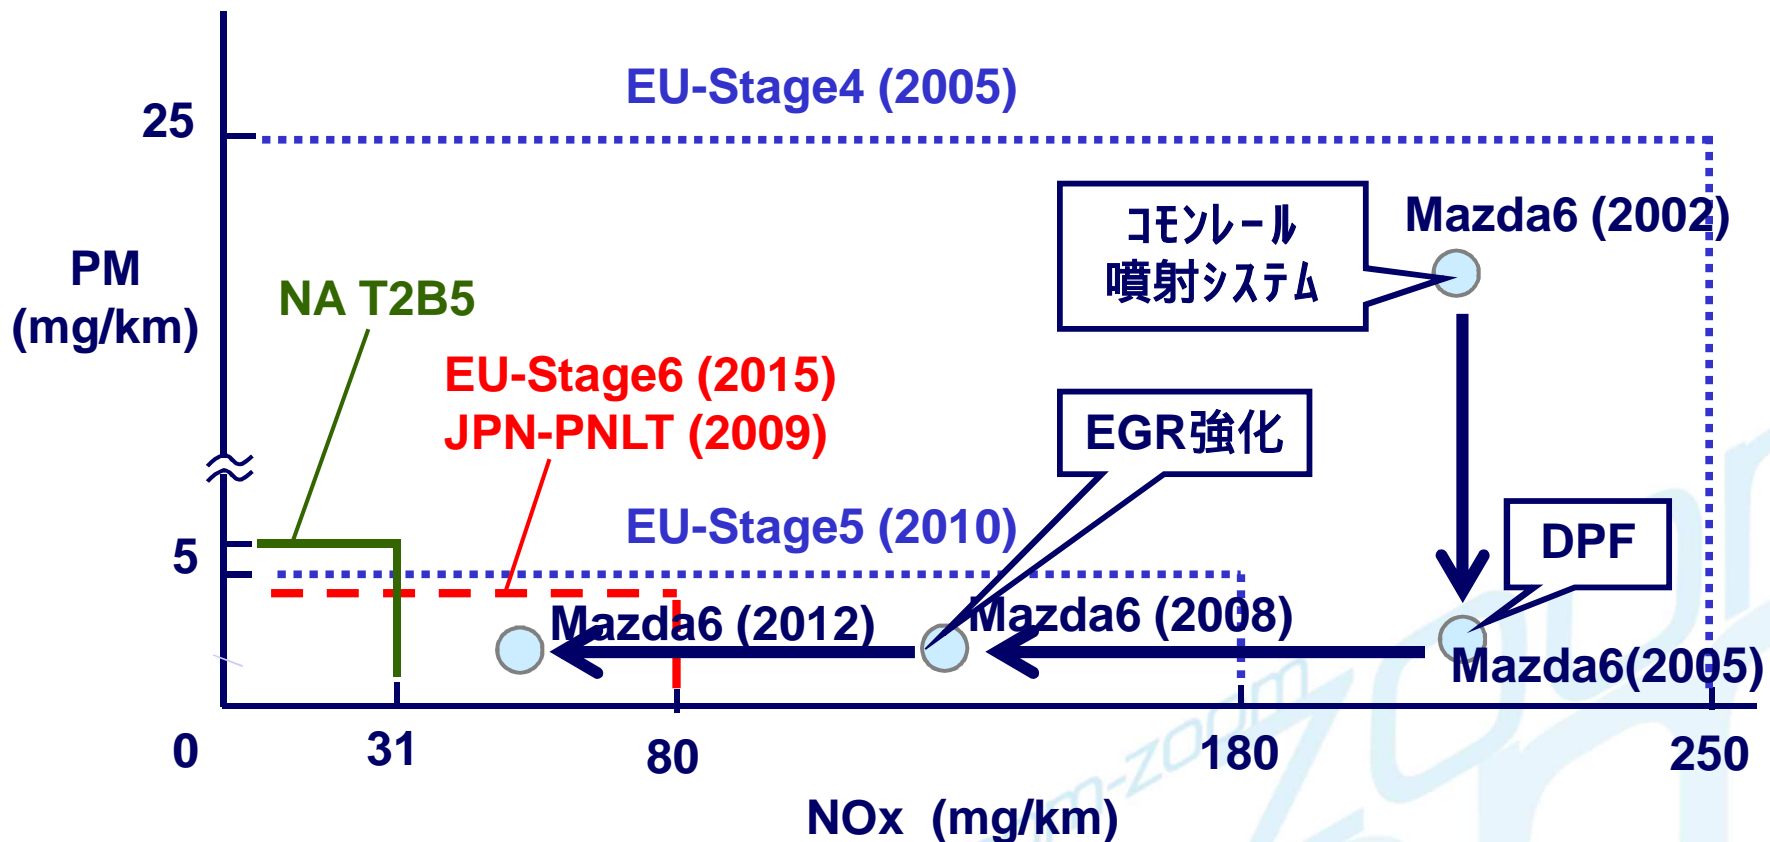 EU-Stage4 (2005)
25
コモンレール
噴射システム
Mazda6 (2002)
PM
(mg/km)
NA T2B5
EU-Stage6 (2015)
JPN-PNLT (2009)
EGR強化
EU-Stage5 (2010)
DPF
5
Mazda6 (2012)
Mazda6 (2008)
Mazda6(2005)
0
31
80
180
250
NOx (mg/km)